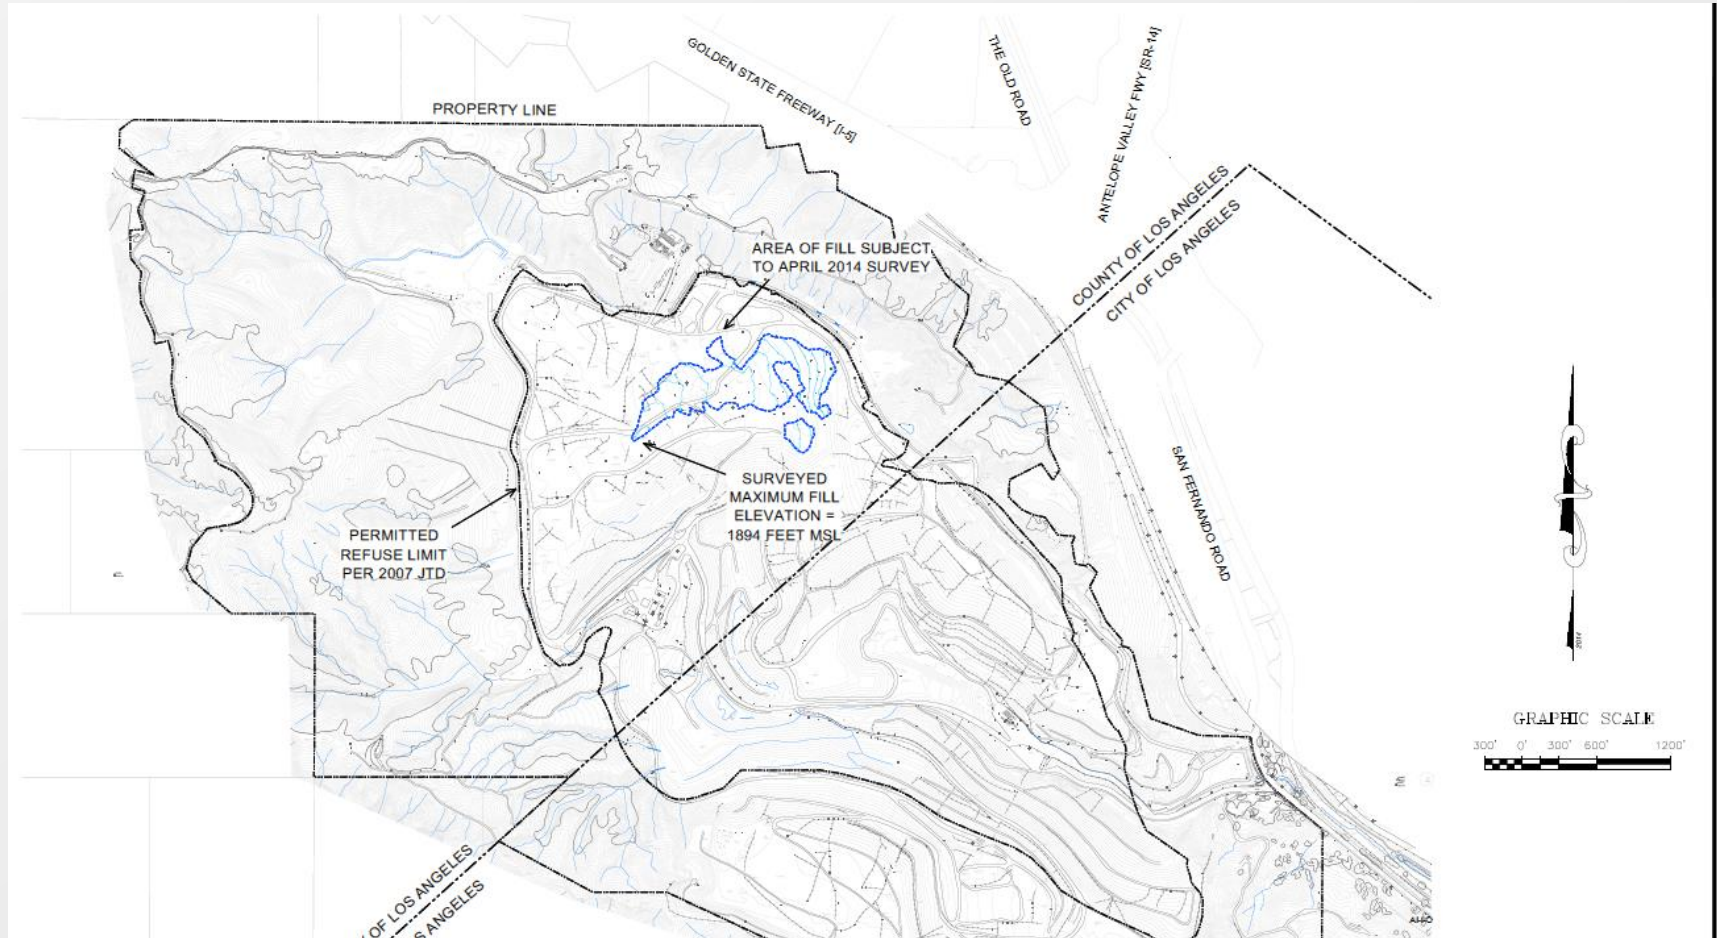 GOLDEN STATE FREEWAY [I-5]
THE OLD ROAD
ANTELOPE VALLEY FWY [SR-14]
PROPERTY LINE
COUNTY OF LOS ANGELES
CITY OF LOS ANGELES
AREA OF FILL SUBJECT
TO APRIL 2014 SURVEY
SURVEYED
MAXIMUM FILL
ELEVATION =
1894 FEET MSL
PERMITTED
REFUSE LIMIT
PER 2007 JTD
SAN FERNANDO ROAD
2014
GRAPHIC SCALE
300' 0' 300' 600' 1200'
OF LOS ANGELES
S ANGELES